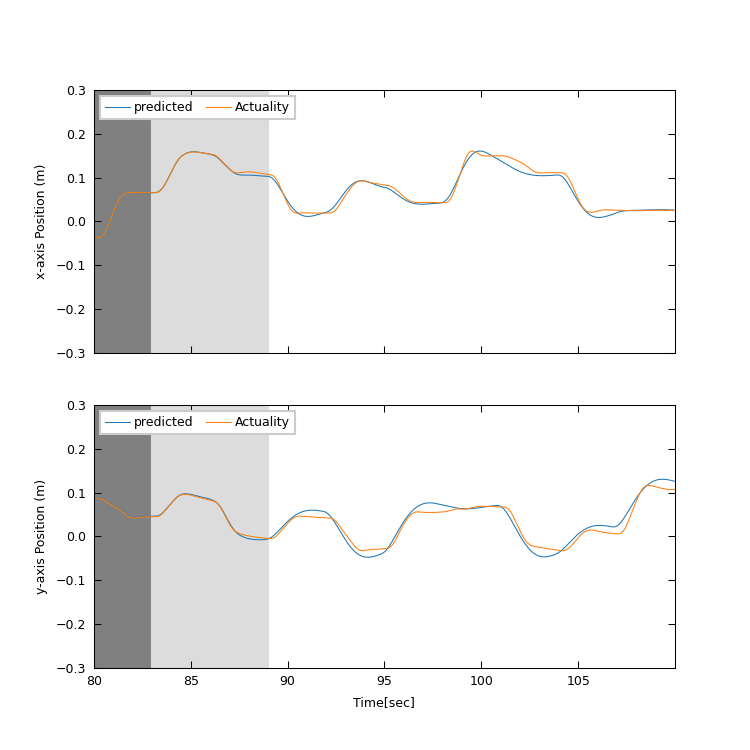 0.3
predicted Actuality
0.2
0.1
0.0
−0.1
−0.2
−0.3
x-axis Position (m)
0.3
predicted Actuality
0.2
0.1
0.0
−0.1
−0.2
−0.3
y-axis Position (m)
80 85 90 95 100 105
Time[sec]